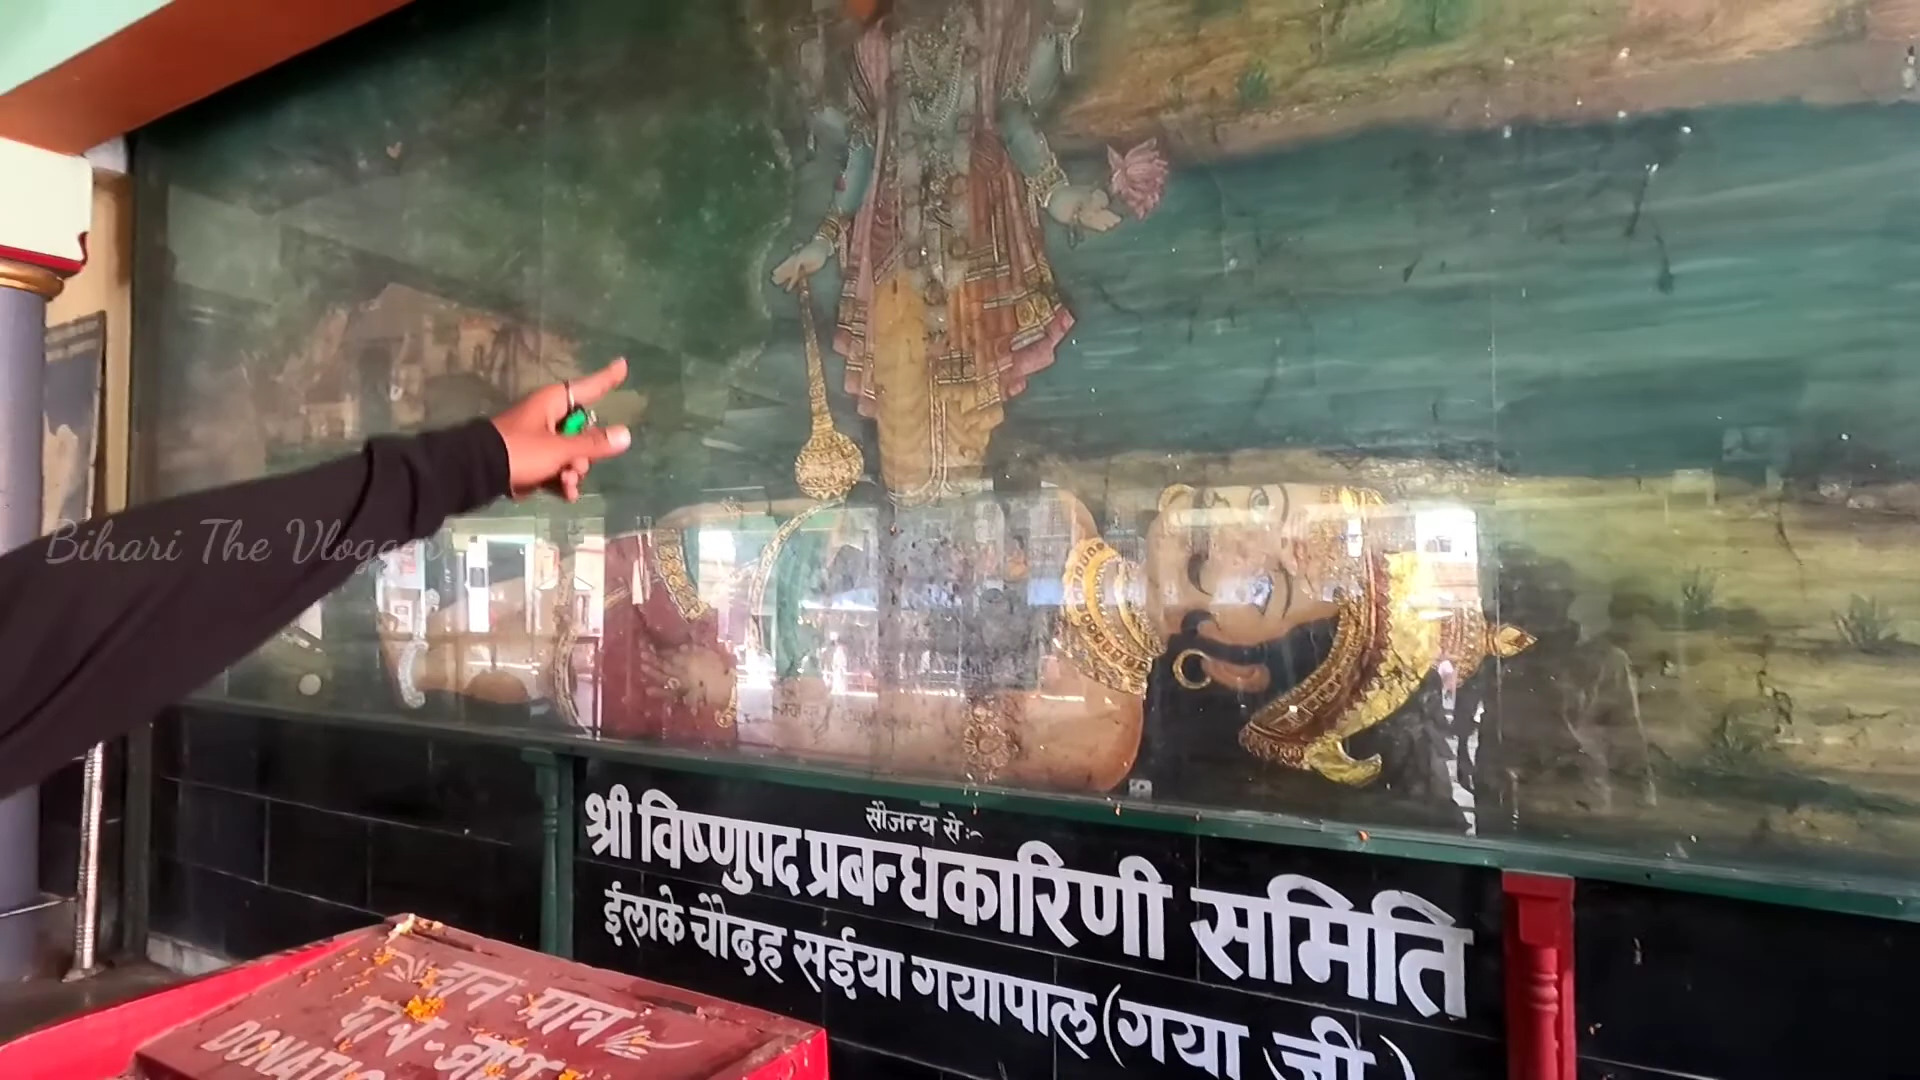 Bihari The Vlogger
सौजन्य से :-
श्री विष्णुपद प्रबन्धकारिणी समिति
ईलाके चौदह सईया गयापाल (गया जी)
दान-पात्र
दान-पात्र